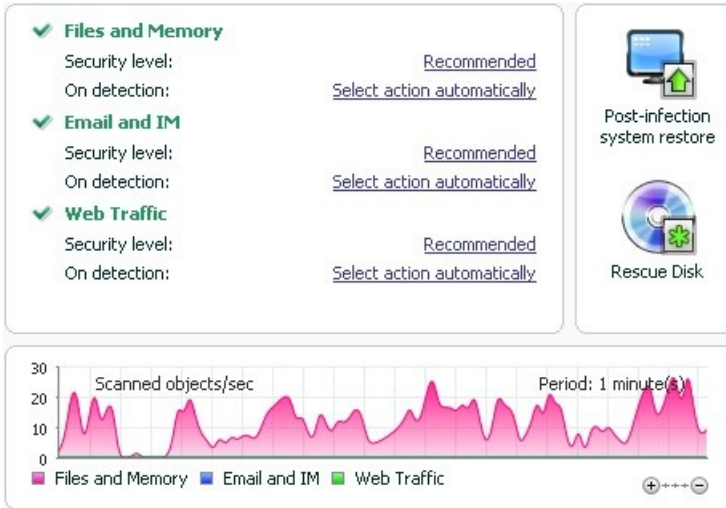 Files and Memory
Security level: Recommended
On detection: Select action automatically
Email and IM
Security level: Recommended
On detection: Select action automatically
Web Traffic
Security level: Recommended
On detection: Select action automatically
Post-infection
system restore
Rescue Disk
30
20
10
0
Scanned objects/sec
Period: 1 minute(s)
Files and Memory
Email and IM
Web Traffic